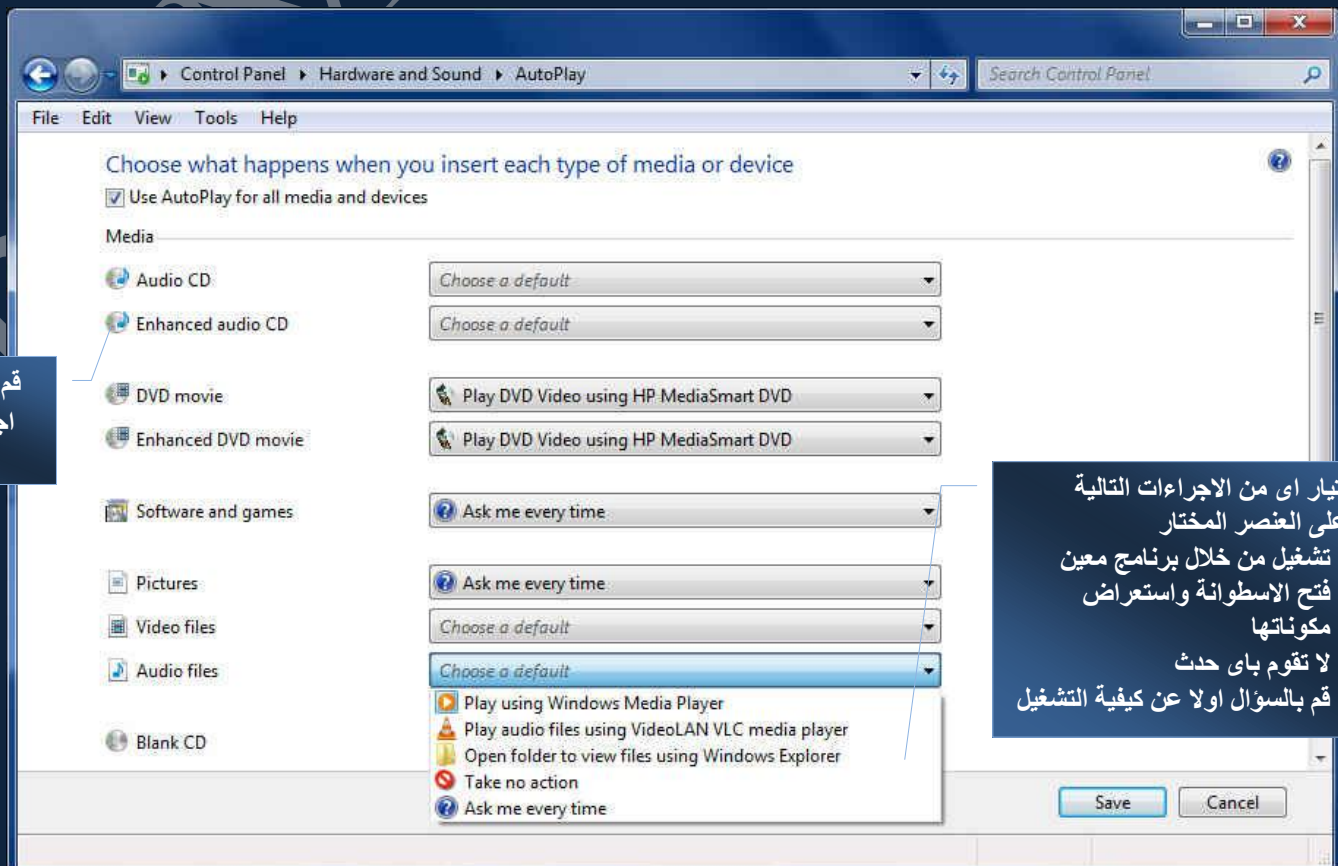 Control Panel ▸ Hardware and Sound ▸ AutoPlay
Search Control Panel
File Edit View Tools Help
Choose what happens when you insert each type of media or device
Use AutoPlay for all media and devices
Media
Audio CD Choose a default
Enhanced audio CD Choose a default
قم
DVD movie Play DVD Video using HP MediaSmart DVD
Enhanced DVD movie Play DVD Video using HP MediaSmart DVD
Software and games Ask me every time
Pictures Ask me every time
Video files Choose a default
Audio files Choose a default
Play using Windows Media Player
Play audio files using VideoLAN VLC media player
Open folder to view files using Windows Explorer
Take no action
Ask me every time
Blank CD
اى من الاجراءات التالية
العنصر المختار
تشغيل من خلال برنامج معين
فتح الاسطوانة واستعراض
مكوناتها
لا تقوم باى حدث
قم بالسؤال اولا عن كيفية التشغيل
Save Cancel